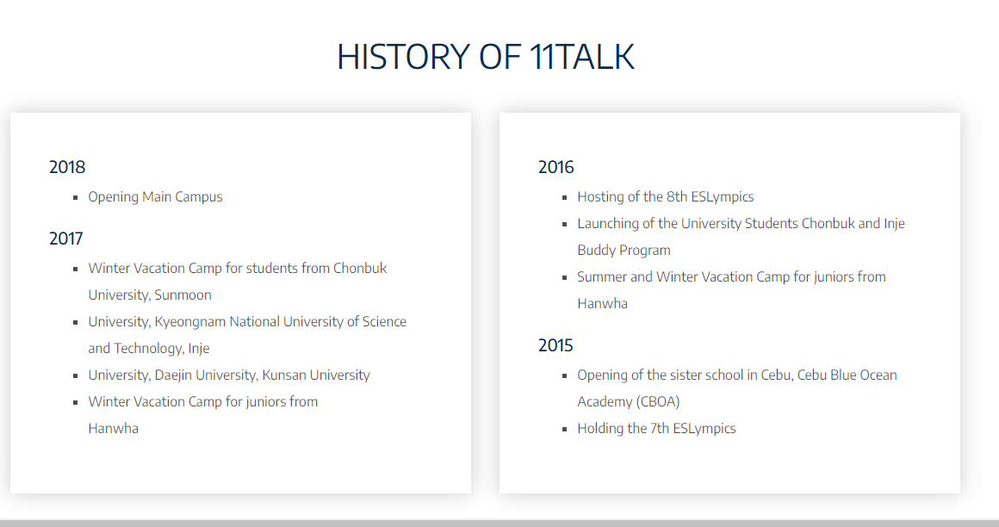 HISTORY OF 11TALK
2018
Opening Main Campus
2017
Winter Vacation Camp for students from Chonbuk
University, Sunmoon
University, Kyeongnam National University of Science
and Technology, Inje
University, Daejin University, Kunsan University
Winter Vacation Camp for juniors from
Hanwha
2016
Hosting of the 8th ESLympics
Launching of the University Students Chonbuk and Inje
Buddy Program
Summer and Winter Vacation Camp for juniors from
Hanwha
2015
Opening of the sister school in Cebu, Cebu Blue Ocean
Academy (CBOA)
Holding the 7th ESLympics